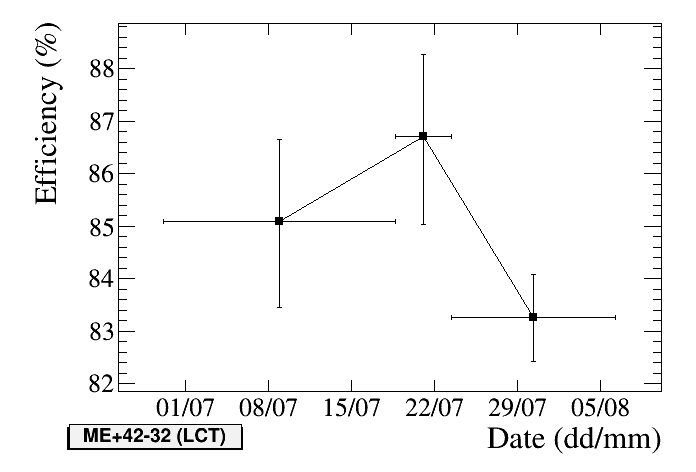 Efficiency (%)
88
87
86
85
84
83
82
01/07 08/07 15/07 22/07 29/07 05/08
ME+42-32 (LCT)
Date (dd/mm)